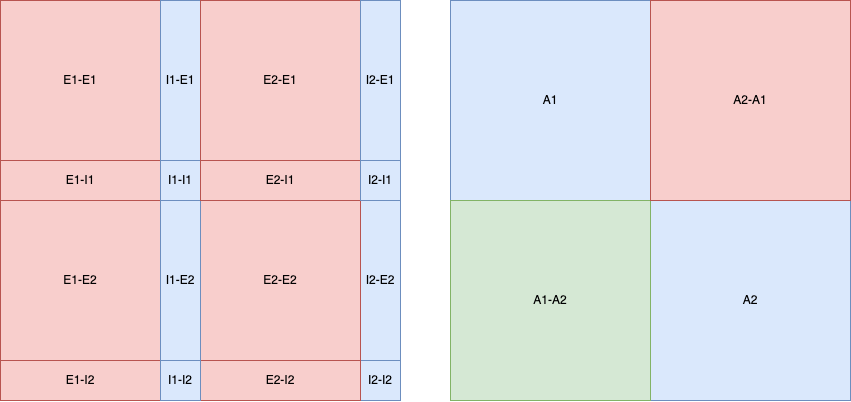 E1-E1
I1-E1
E2-E1
I2-E1
E1-I1
I1-I1
E2-I1
I2-I1
E1-E2
I1-E2
E2-E2
I2-E2
E1-I2
I1-I2
E2-I2
I2-I2
A1
A2-A1
A1-A2
A2